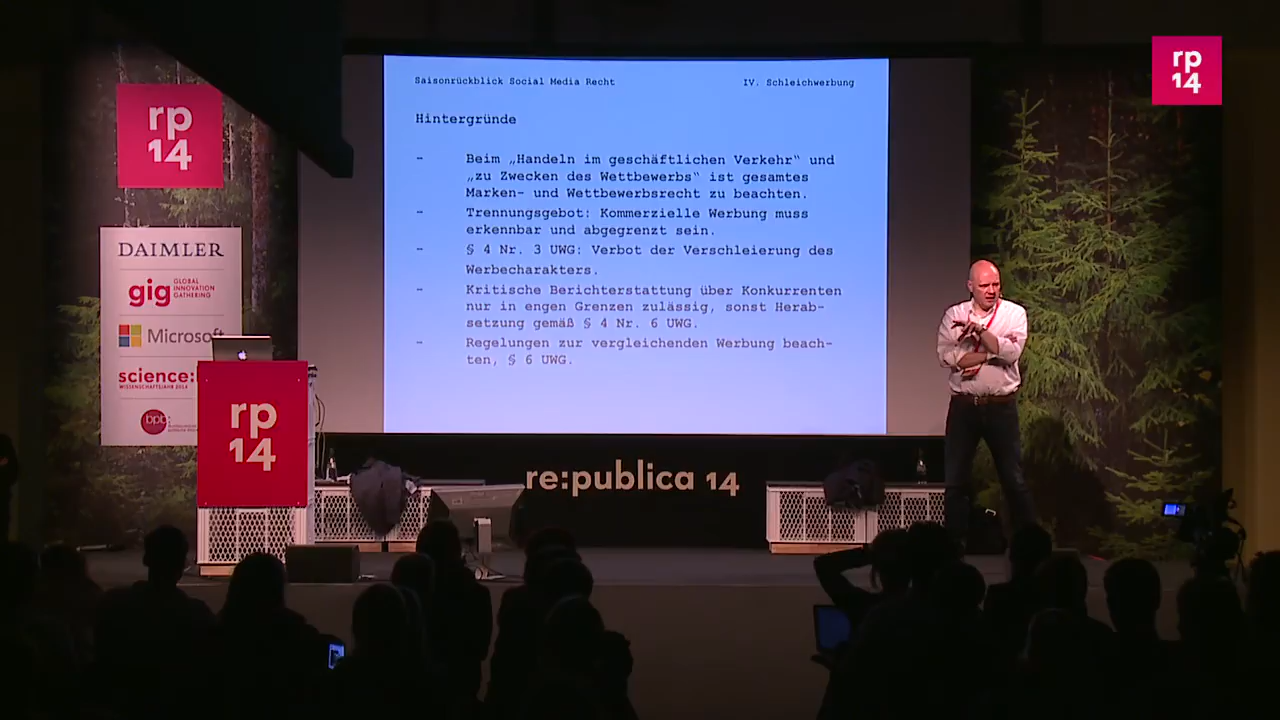 rp
14
rp
14
DAIMLER
gig GLOBAL
INNOVATION
GATHERING
Microsoft
science:
WISSENSCHAFTSJAHR 2014
bpb:
rp
14
Saisonrückblick Social Media Recht
IV. Schleichwerbung
Hintergründe
– Beim „Handeln im geschäftlichen Verkehr“ und
„zu Zwecken des Wettbewerbs“ ist gesamtes
Marken- und Wettbewerbsrecht zu beachten.
– Trennungsgebot: Kommerzielle Werbung muss
erkennbar und abgegrenzt sein.
– § 4 Nr. 3 UWG: Verbot der Verschleierung des
Werbecharakters.
– Kritische Berichterstattung über Konkurrenten
nur in engen Grenzen zulässig, sonst Herab-
setzung gemäß § 4 Nr. 6 UWG.
– Regelungen zur vergleichenden Werbung beach-
ten, § 6 UWG.
re:publica 14